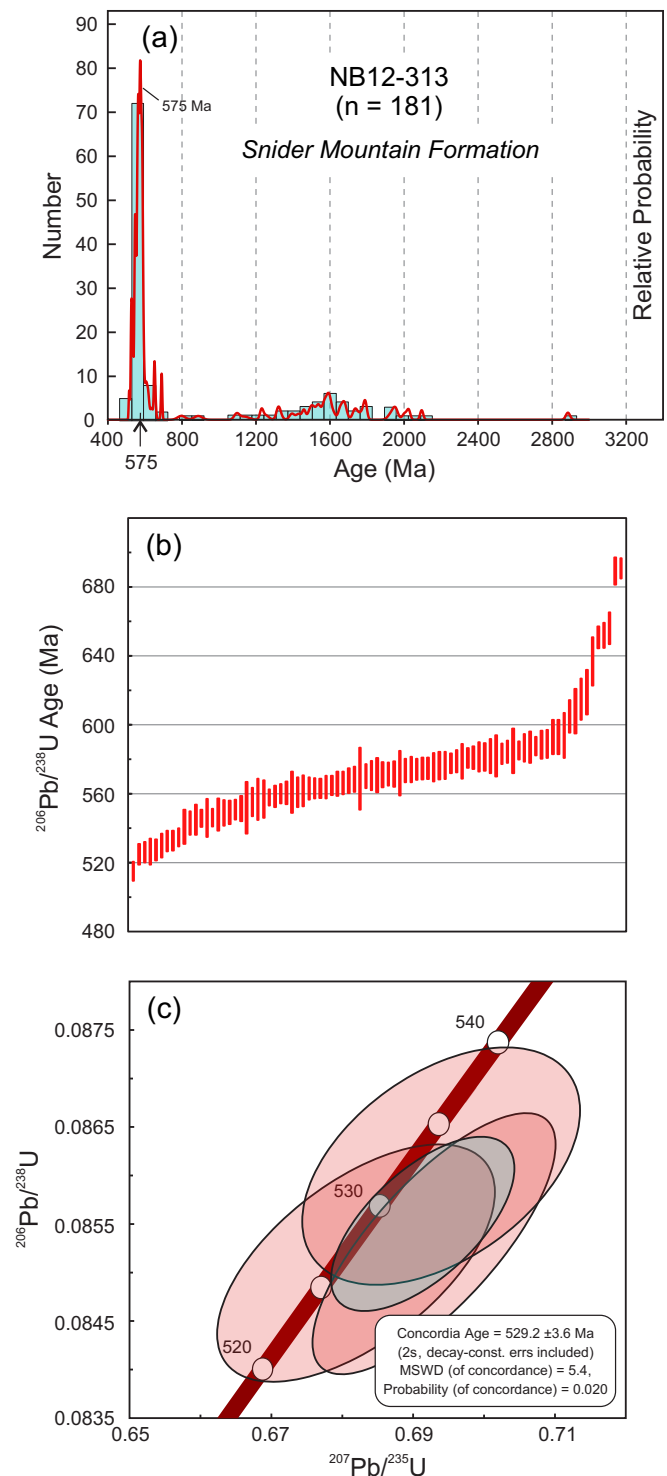 (a)
NB12-313
(n = 181)
Snider Mountain Formation
575 Ma
Number
Relative Probability
90
80
70
60
50
40
30
20
10
0
400 800 1200 1600 2000 2400 2800 3200
575
Age (Ma)
(b)
206Pb/238U Age (Ma)
680
640
600
560
520
480
(c)
206Pb/238U
0.0875
0.0865
0.0855
0.0845
0.0835
540
530
520
Concordia Age = 529.2 ±3.6 Ma
(2s, decay-const. errs included)
MSWD (of concordance) = 5.4,
Probability (of concordance) = 0.020
0.65 0.67 0.69 0.71
207Pb/235U